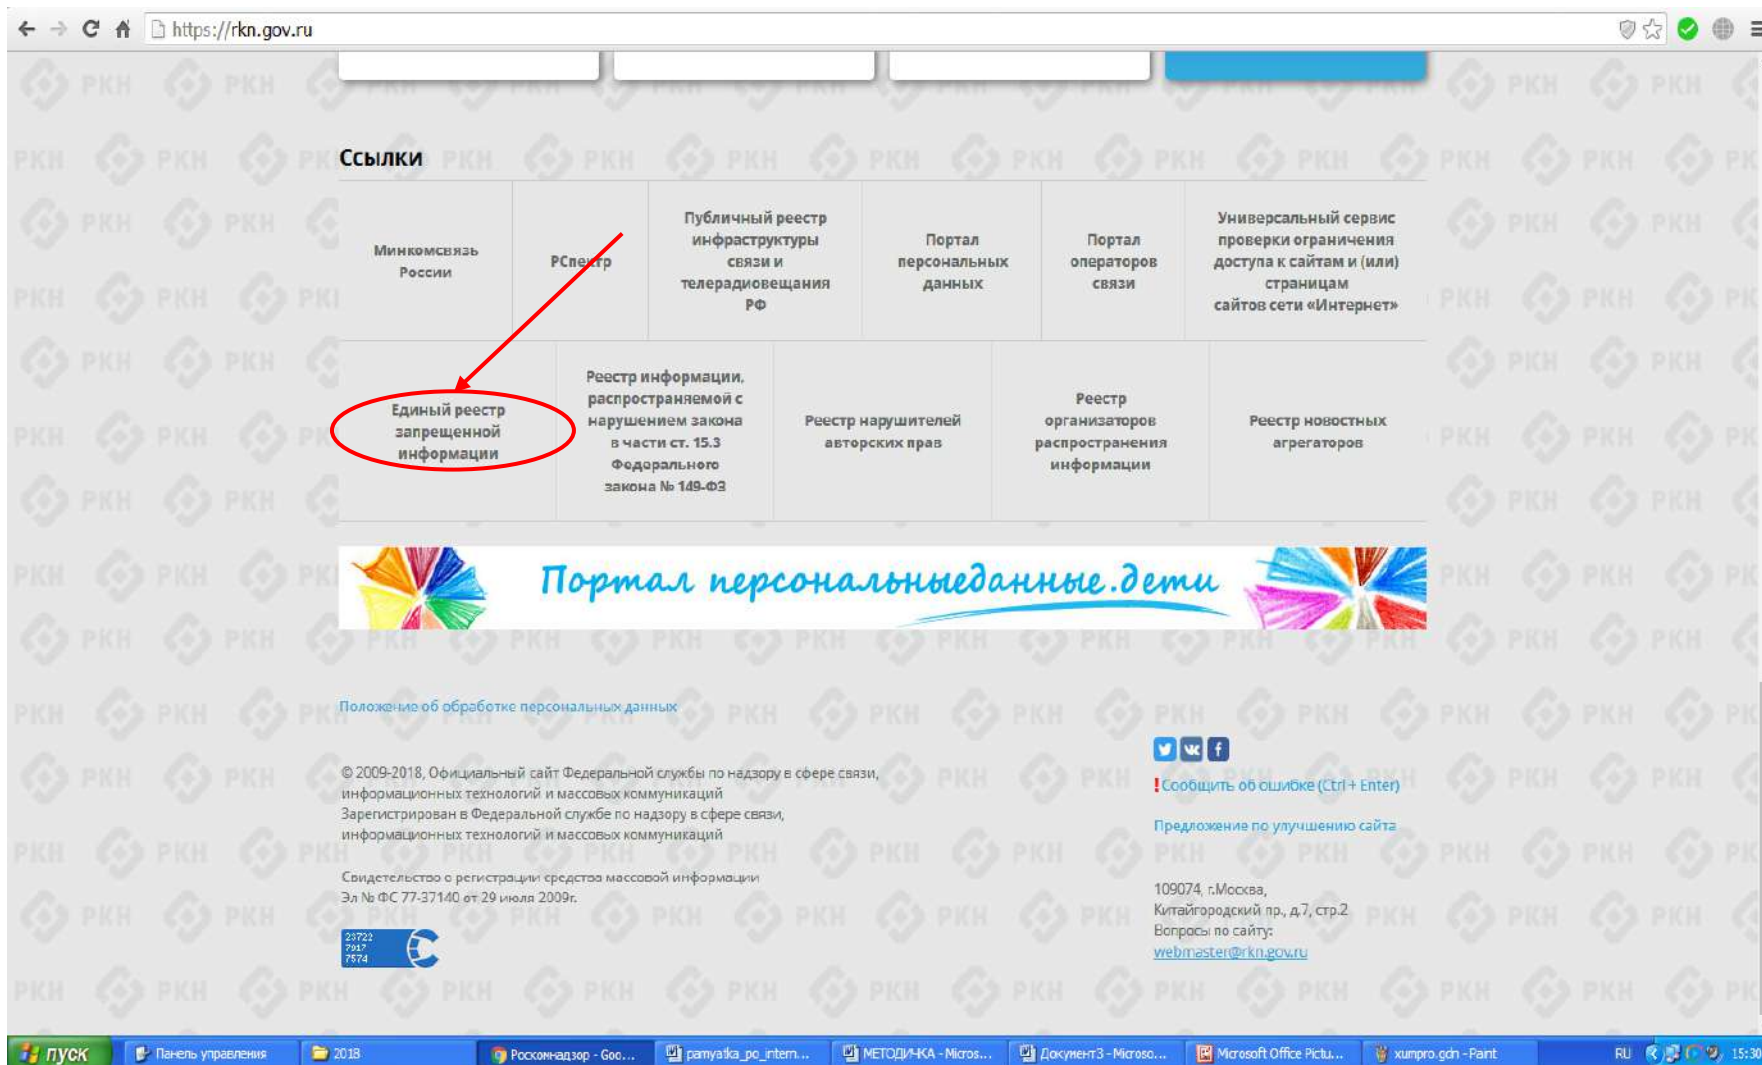 https://rkn.gov.ru
Ссылки
Минкомсвязь
России
РСпектр
Публичный реестр
инфраструктуры
связи и
телерадиовещания
РФ
Портал
персональных
данных
Портал
операторов
связи
Универсальный сервис
проверки ограничения
доступа к сайтам и (или)
страницам
сайтов сети «Интернет»
Единый реестр
запрещенной
информации
Реестр информации,
распространяемой с
нарушением закона
в части ст. 15.3
Федерального
закона № 149-ФЗ
Реестр нарушителей
авторских прав
Реестр
организаторов
распространения
информации
Реестр новостных
агрегаторов
Портал персональныеданные.дети
Положение об обработке персональных данных
© 2009-2018, Официальный сайт Федеральной службы по надзору в сфере связи,
информационных технологий и массовых коммуникаций
Зарегистрирован в Федеральной службе по надзору в сфере связи,
информационных технологий и массовых коммуникаций
Свидетельство о регистрации средства массовой информации
Эл № ФС 77-37140 от 29 июля 2009г.
23722
7917
7574
!Сообщить об ошибке (Ctrl + Enter)
Предложение по улучшению сайта
109074, г.Москва,
Китайгородский пр., д.7, стр.2
Вопросы по сайту:
webmaster@rkn.gov.ru
РКН
пуск
Панель управления
2018
Роскомнадзор - Goo...
pamyatka_po_intern...
МЕТОДИЧКА - Micros...
Документ3 - Microso...
Microsoft Office Pictu...
xumpro.gdn - Paint
RU
15:30